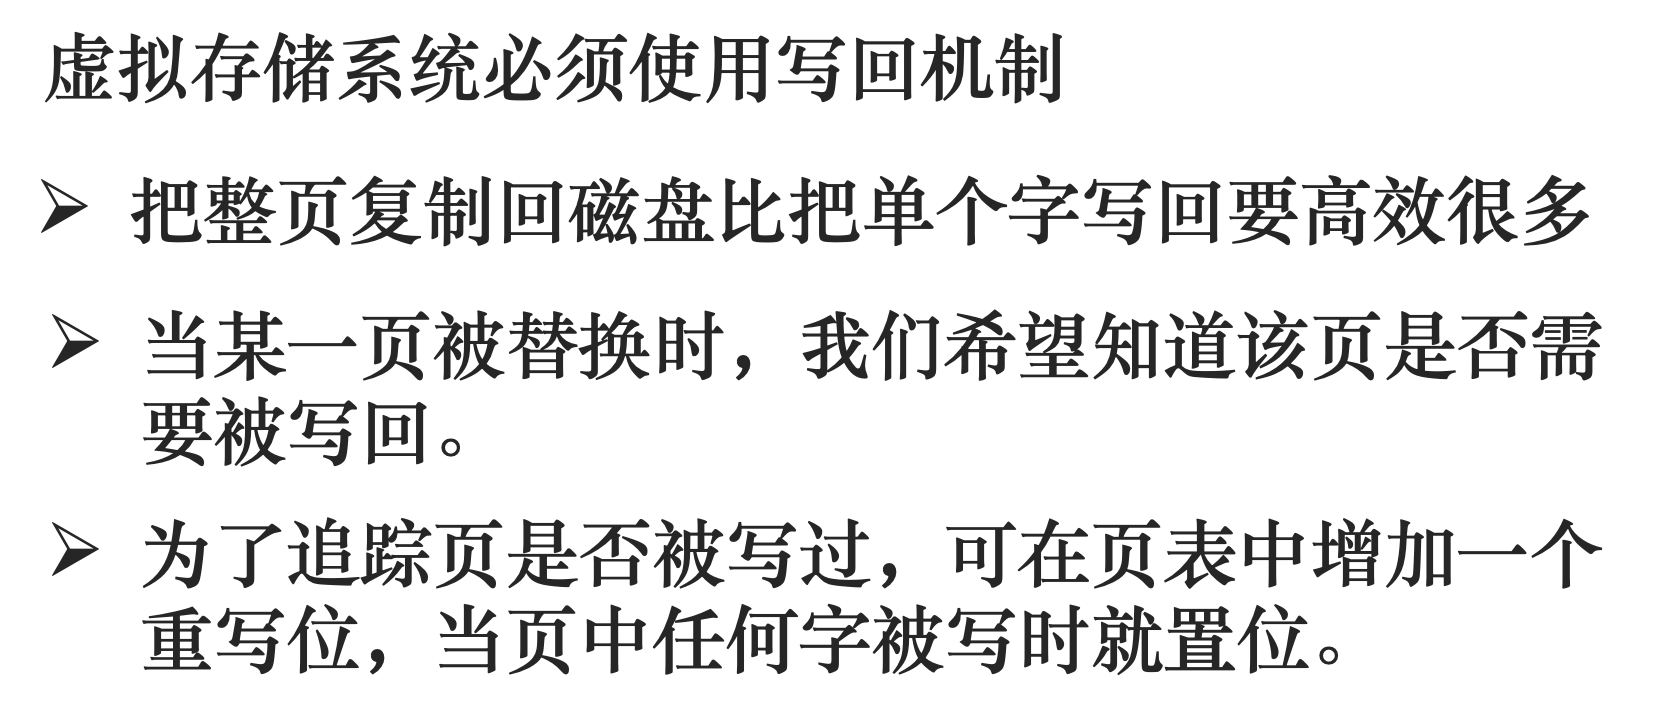 虚拟存储系统必须使用写回机制
➢ 把整页复制回磁盘比把单个字写回要高效很多
➢ 当某一页被替换时，我们希望知道该页是否需
要被写回。
➢ 为了追踪页是否被写过，可在页表中增加一个
重写位，当页中任何字被写时就置位。